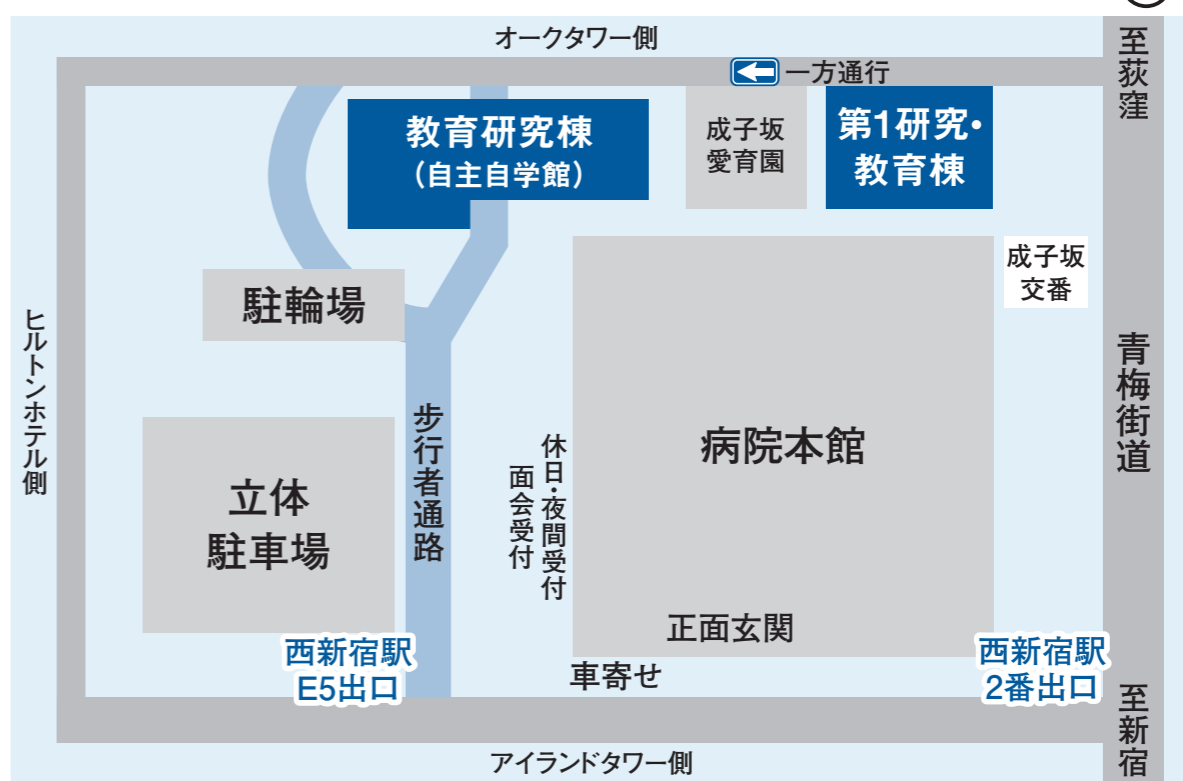 オークタワー側
一方通行
至荻窪
教育研究棟
(自主自学館)
成子坂
愛育園
第1研究・
教育棟
成子坂
交番
駐輪場
ヒルトンホテル側
青梅街道
歩行者通路
病院本館
休日・夜間受付
面会受付
立体
駐車場
正面玄関
西新宿駅
E5出口
車寄せ
西新宿駅
2番出口
至新宿
アイランドタワー側